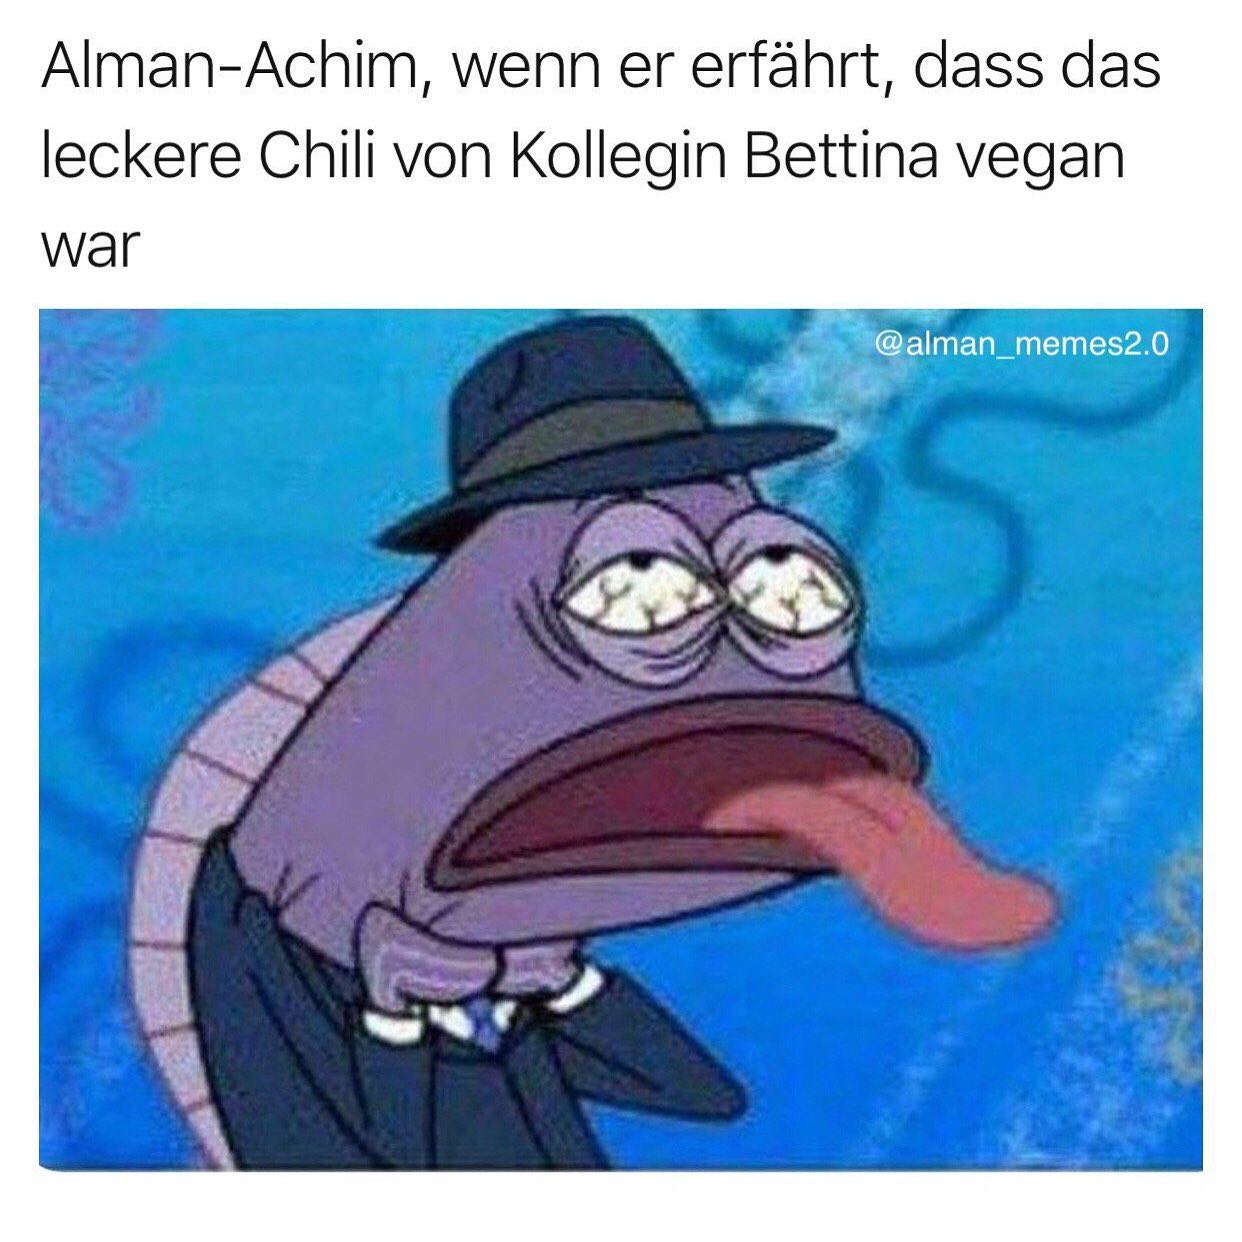 Alman-Achim, wenn er erfährt, dass das
leckere Chili von Kollegin Bettina vegan
war
@alman_memes2.0